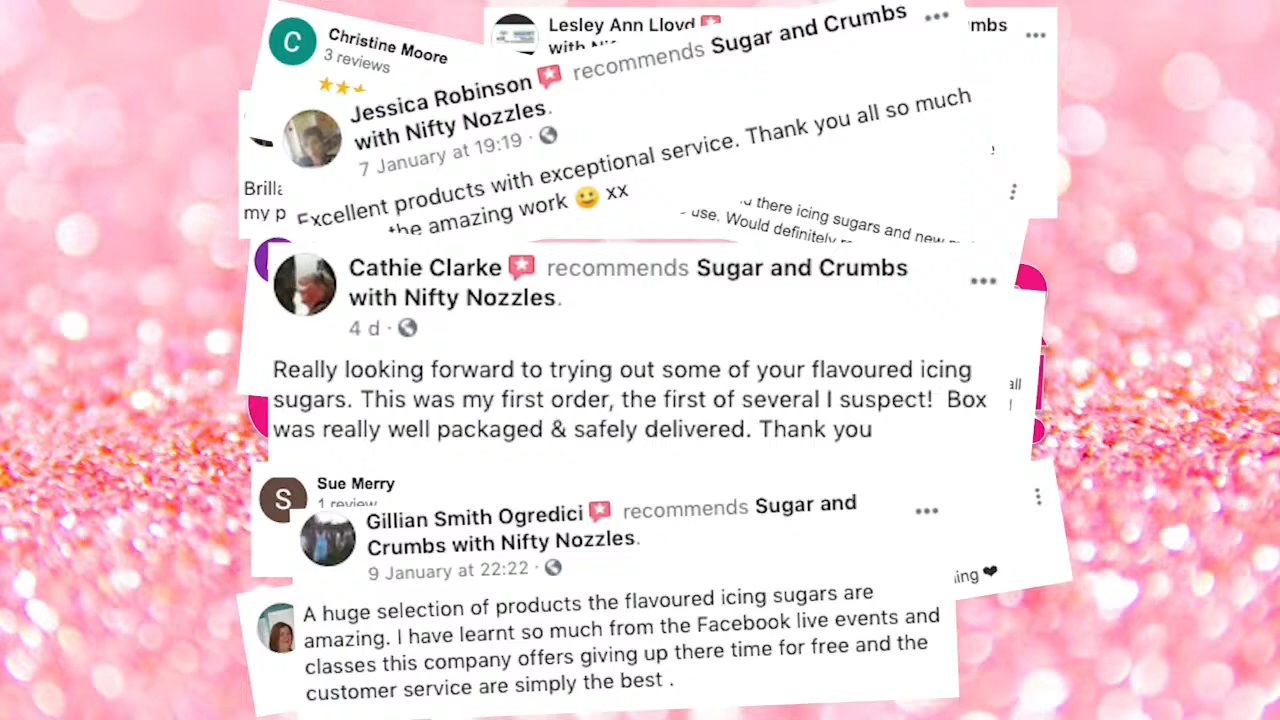 C
Christine Moore
3 reviews
Lesley Ann Lloyd
with
mbs
Jessica Robinson recommends Sugar and Crumbs
with Nifty Nozzles.
7 January at 19:19
Excellent products with exceptional service. Thank you all so much
the amazing work xx
my p
there icing sugars and new
use. Would definitely
Cathie Clarke recommends Sugar and Crumbs
with Nifty Nozzles.
4 d
Really looking forward to trying out some of your flavoured icing
sugars. This was my first order, the first of several I suspect! Box
was really well packaged & safely delivered. Thank you
all
S
Sue Merry
1 review
Gillian Smith Ogredici recommends Sugar and
Crumbs with Nifty Nozzles.
9 January at 22:22
ing ❤
A huge selection of products the flavoured icing sugars are
amazing. I have learnt so much from the Facebook live events and
classes this company offers giving up there time for free and the
customer service are simply the best .